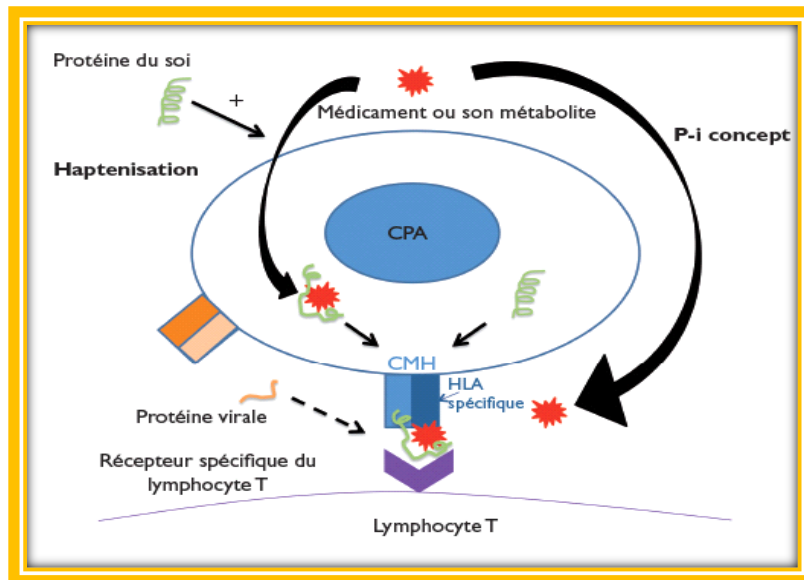 Protéine du soi
+
Médicament ou son métabolite
P-i concept
Haptenisation
CPA
CMH
HLA
spécifique
Protéine virale
Récepteur spécifique du
lymphocyte T
Lymphocyte T